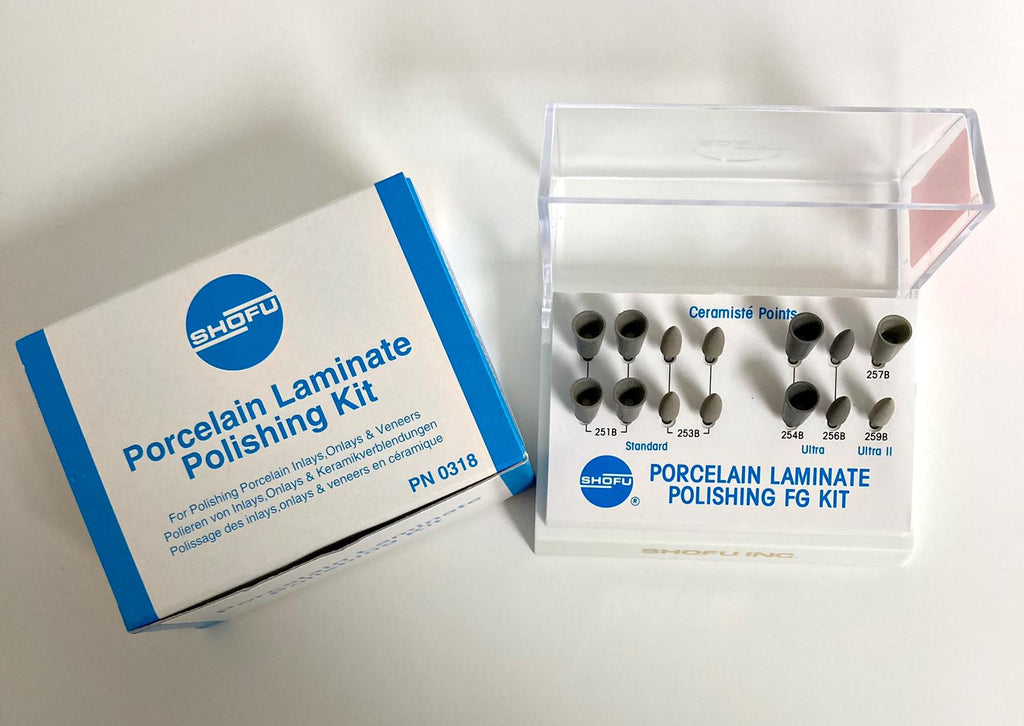 SHOFU
Porcelain Laminate
Polishing Kit
For Polishing Porcelain Inlays,Onlays & Veneers
Polieren von Inlays,Onlays & Keramikverblendungen
Polissage des inlays,onlays & veneers en céramique
PN 0318
Ceramisté Points
257B
251B
253B
254B
256B
259B
Standard
Ultra
Ultra II
SHOFU
®
PORCELAIN LAMINATE
POLISHING FG KIT
SHOFU INC.